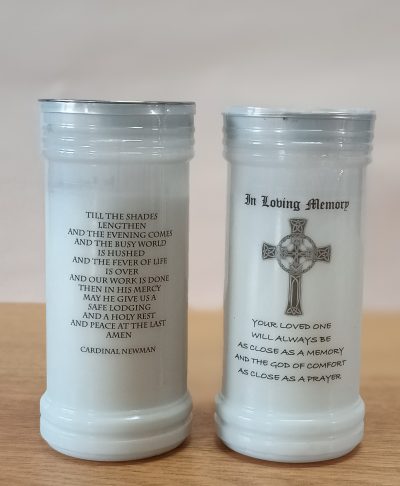 TILL THE SHADES
LENGTHEN
AND THE EVENING COMES
AND THE BUSY WORLD
IS HUSHED
AND THE FEVER OF LIFE
IS OVER
AND OUR WORK IS DONE
THEN IN HIS MERCY
MAY HE GIVE US A
SAFE LODGING
AND A HOLY REST
AND PEACE AT THE LAST
AMEN
CARDINAL NEWMAN
In Loving Memory
YOUR LOVED ONE
WILL ALWAYS BE
AS CLOSE AS A MEMORY
AND THE GOD OF COMFORT
AS CLOSE AS A PRAYER